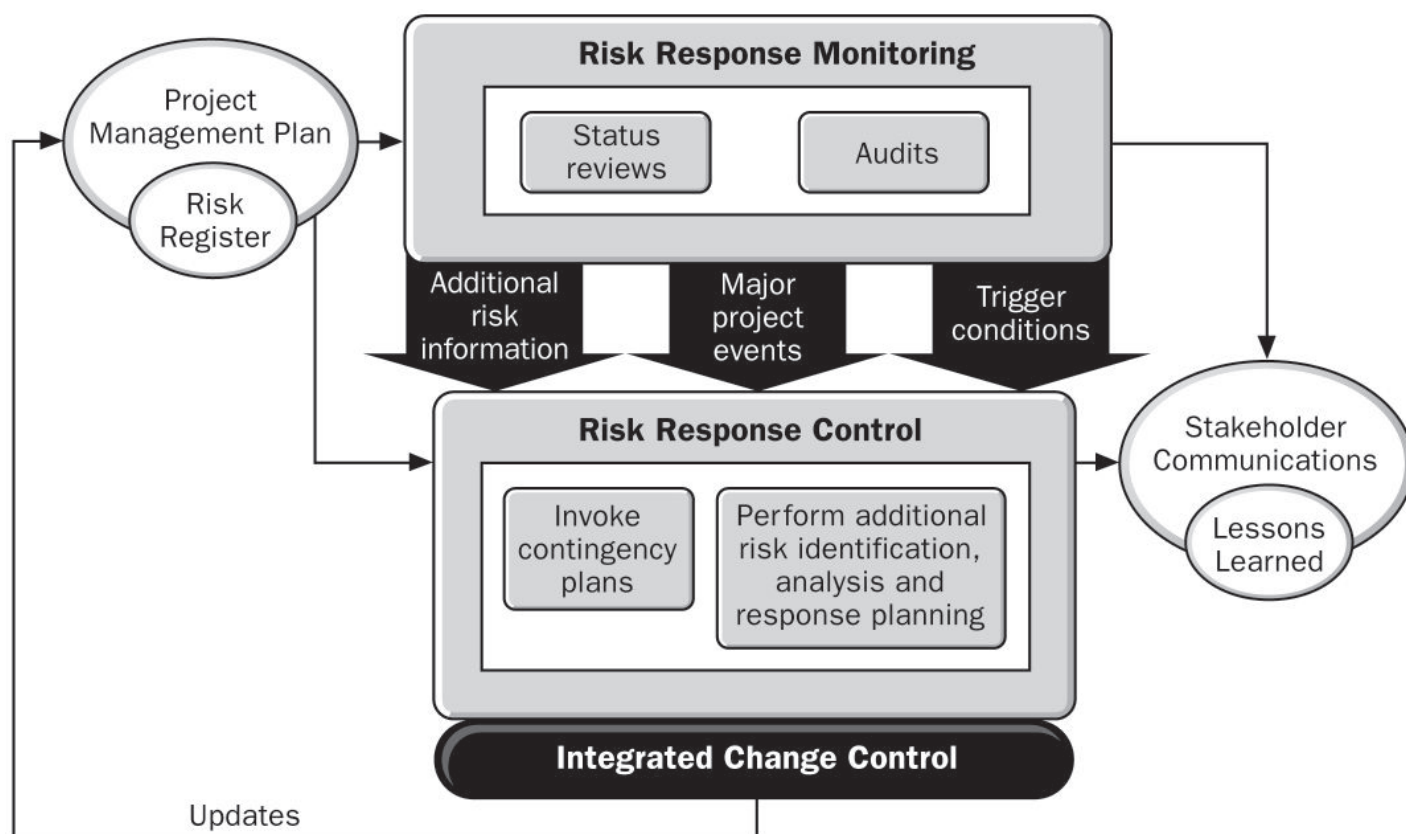 Risk Response Monitoring
Project
Management Plan
Risk
Register
Status
reviews
Audits
Additional
risk
information
Major
project
events
Trigger
conditions
Risk Response Control
Invoke
contingency
plans
Perform additional
risk identification,
analysis and
response planning
Stakeholder
Communications
Lessons
Learned
Integrated Change Control
Updates